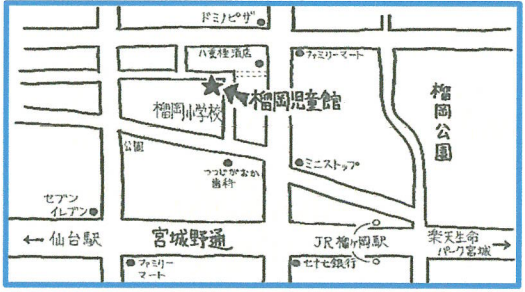 ドミノピザ
八重桂酒店
ファミリーマート
榴岡児童館
榴岡小学校
榴岡公園
公園
つつじがおか
歯科
ミニストップ
セブン
イレブン
← 仙台駅
宮城野通
JR榴ヶ岡駅
楽天生命
パーク宮城
→
ファミリー
マート
七十七銀行